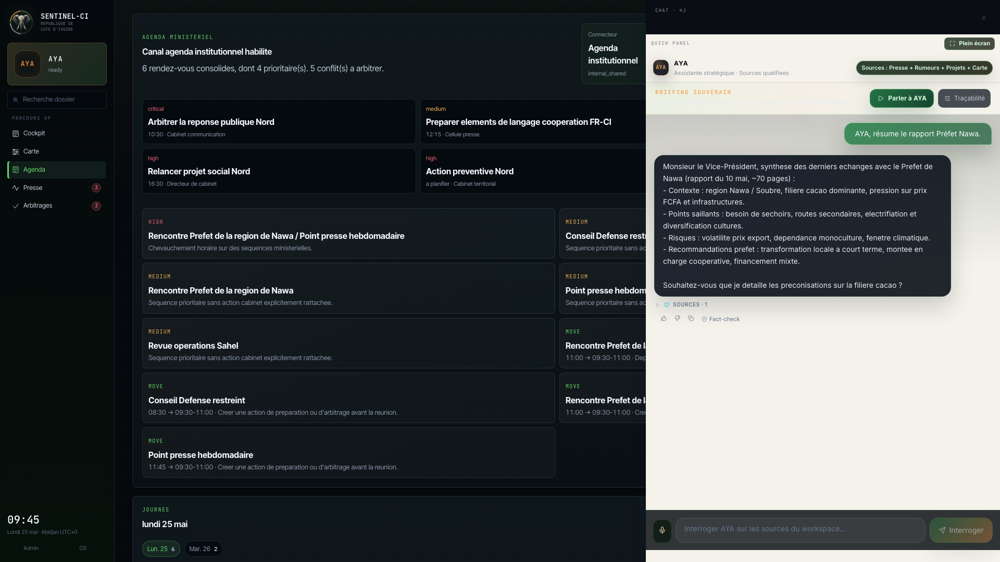 SENTINEL-CI
REPUBLIQUE DE
COTE D'IVOIRE
AYA
AYA
ready
Recherche dossier
PARCOURS VP
Cockpit
Carte
Agenda
Presse
3
Arbitrages
3
09:45
Lundi 25 mai · Abidjan UTC+0
Admin
OS
AGENDA MINISTERIEL
Canal agenda institutionnel habilite
6 rendez-vous consolides, dont 4 prioritaire(s). 5 conflit(s) a arbitrer.
Connecteur
Agenda
institutionnel
internal_shared
critical
Arbitrer la reponse publique Nord
10:30 · Cabinet communication
medium
Preparer elements de langage cooperation FR-CI
12:15 · Cellule presse
high
Relancer projet social Nord
16:30 · Directeur de cabinet
high
Action preventive Nord
a planifier · Cabinet territorial
HIGH
Rencontre Prefet de la region de Nawa / Point presse hebdomadaire
Chevauchement horaire sur des sequences ministerielles.
MEDIUM
Conseil Defense restr
Sequence prioritaire sans ac
MEDIUM
Rencontre Prefet de la region de Nawa
Sequence prioritaire sans action cabinet explicitement rattachee.
MEDIUM
Point presse hebdom
Sequence prioritaire sans ac
MEDIUM
Revue operations Sahel
Sequence prioritaire sans action cabinet explicitement rattachee.
MOVE
Rencontre Prefet de l
11:00 → 09:30-11:00 · Dep
MOVE
Conseil Defense restreint
08:30 → 09:30-11:00 · Creer une action de preparation ou d'arbitrage avant la reunion.
MOVE
Rencontre Prefet de l
11:00 → 09:30-11:00 · Cre
MOVE
Point presse hebdomadaire
11:45 → 09:30-11:00 · Creer une action de preparation ou d'arbitrage avant la reunion.
JOURNEE
lundi 25 mai
Lun. 25 6
Mar. 26 2
CHAT · ⌘J
QUICK PANEL
Plein écran
AYA
AYA
Assistante stratégique · Sources qualifiees
Sources : Presse + Rumeurs + Projets + Carte
BRIEFING SOUVERAIN
Parler à AYA
Traçabilité
AYA, résume le rapport Préfet Nawa.
Monsieur le Vice-Président, synthese des derniers echanges avec le Prefet de
Nawa (rapport du 10 mai, ~70 pages) :
- Contexte : region Nawa / Soubre, filiere cacao dominante, pression sur prix
FCFA et infrastructures.
- Points saillants : besoin de sechoirs, routes secondaires, electrifiation et
diversification cultures.
- Risques : volatilite prix export, dependance monoculture, fenetre climatique.
- Recommandations prefet : transformation locale a court terme, montee en
charge cooperative, financement mixte.
Souhaitez-vous que je detaille les preconisations sur la filiere cacao ?
SOURCES · 1
Fact-check
Interroger AYA sur les sources du workspace...
Interroger